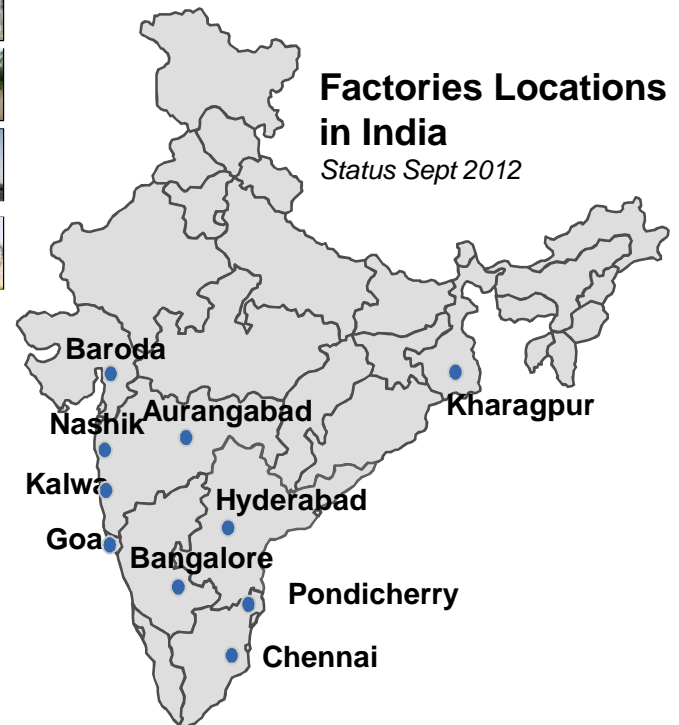 Factories Locations
in India
Status Sept 2012
Baroda
Nashik
Aurangabad
Kharagpur
Kalwa
Hyderabad
Goa
Bangalore
Pondicherry
Chennai